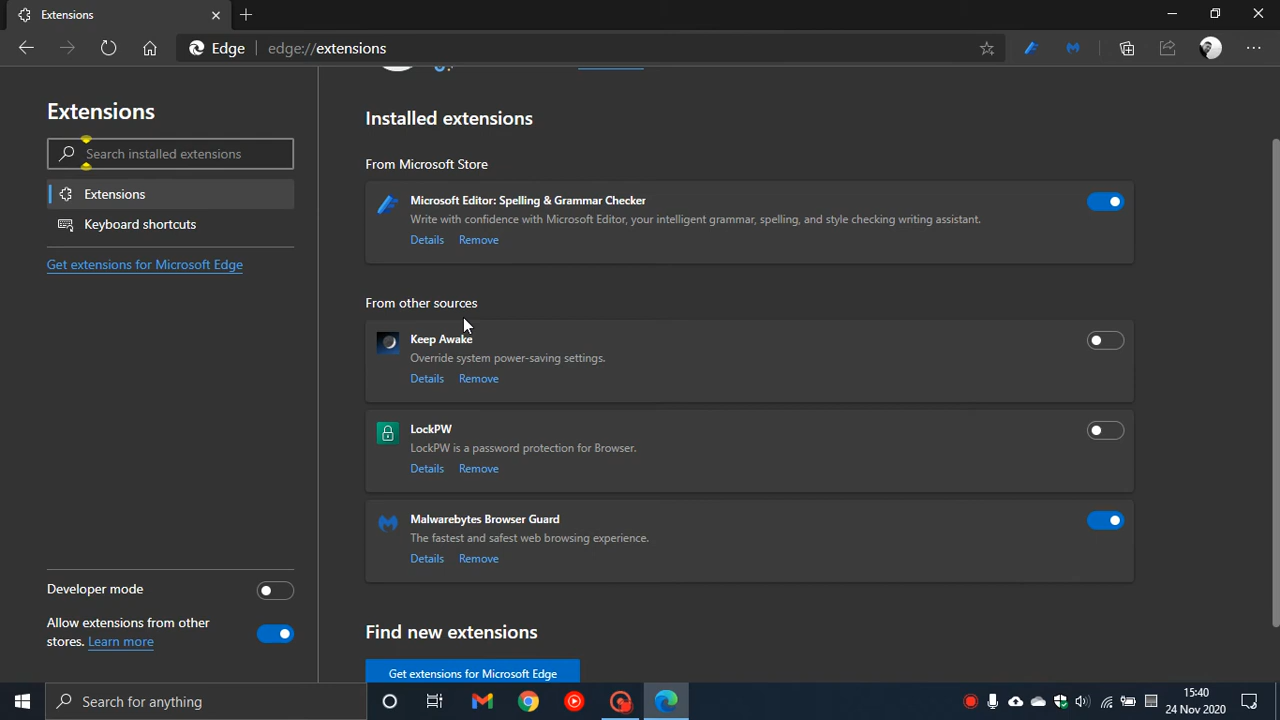 Extensions
Edge
edge://extensions
Extensions
Search installed extensions
Extensions
Keyboard shortcuts
Get extensions for Microsoft Edge
Developer mode
Allow extensions from other
stores. Learn more
Installed extensions
From Microsoft Store
Microsoft Editor: Spelling & Grammar Checker
Write with confidence with Microsoft Editor, your intelligent grammar, spelling, and style checking writing assistant.
Details Remove
From other sources
Keep Awake
Override system power-saving settings.
Details Remove
LockPW
LockPW is a password protection for Browser.
Details Remove
Malwarebytes Browser Guard
The fastest and safest web browsing experience.
Details Remove
Find new extensions
Get extensions for Microsoft Edge
Search for anything
15:40
24 Nov 2020